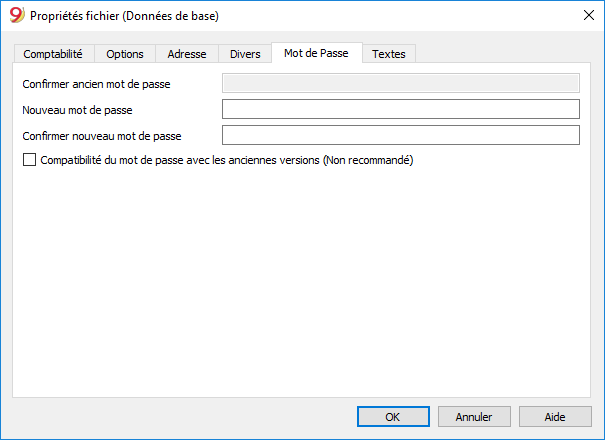 9 Propriétés fichier (Données de base)
Comptabilité Options Adresse Divers Mot de Passe Textes
Confirmer ancien mot de passe
Nouveau mot de passe
Confirmer nouveau mot de passe
Compatibilité du mot de passe avec les anciennes versions (Non recommandé)
OK Annuler Aide